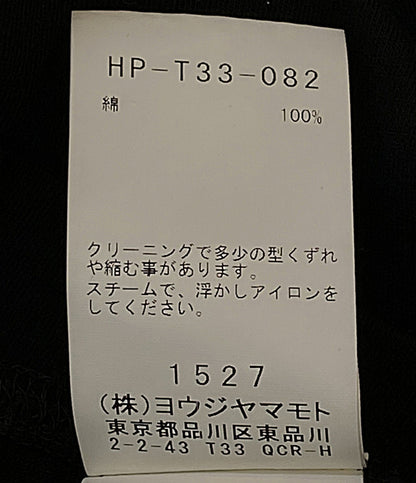 HP-T33-082
綿 100%
クリーニングで多少の型くずれ
や縮む事があります。
スチームで、浮かしアイロンを
してください。
1527
(株)ヨウジヤマモト
東京都品川区東品川
2-2-43 T33 QCR-H